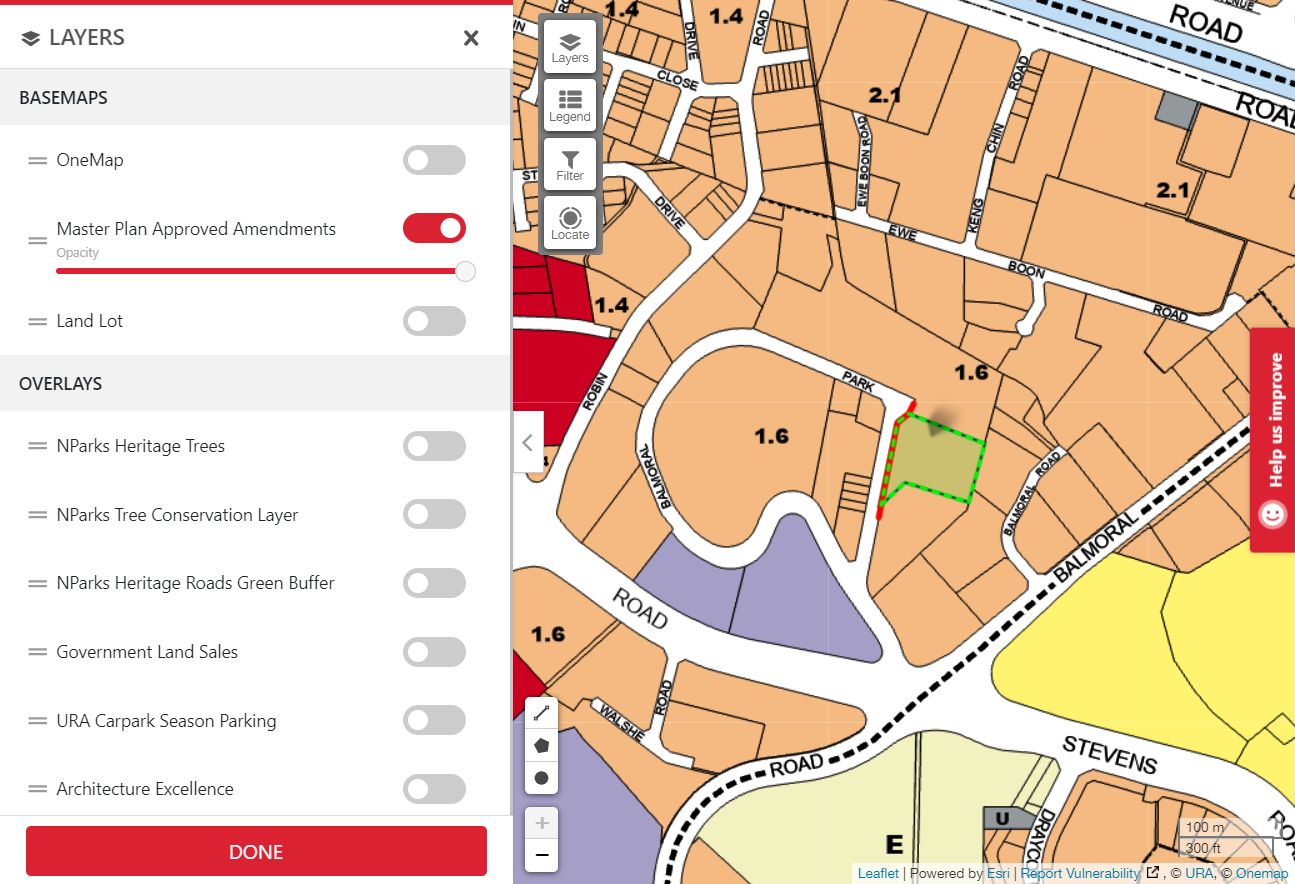 LAYERS
BASEMAPS
OneMap
Master Plan Approved Amendments
Opacity
Land Lot
OVERLAYS
NParks Heritage Trees
NParks Tree Conservation Layer
NParks Heritage Roads Green Buffer
Government Land Sales
URA Carpark Season Parking
Architecture Excellence
DONE
Layers
Legend
Filter
Locate
1.4
1.4
DRIVE
ROAD
CLOSE
2.1
ROAD
ROAD
ROAD
CHIN
KENG
EWE BOON ROAD
2.1
DRIVE
EWE
BOON
ROAD
1.4
ROBIN
PARK
1.6
1.6
BALMORAL
BALMORAL
ROAD
BALMORAL
ROAD
1.6
ROAD
WALSHE
ROAD
STEVENS
E
U
Help us improve
+
−
100 m
300 ft
Leaflet | Powered by Esri | Report Vulnerability , © URA, © Onemap